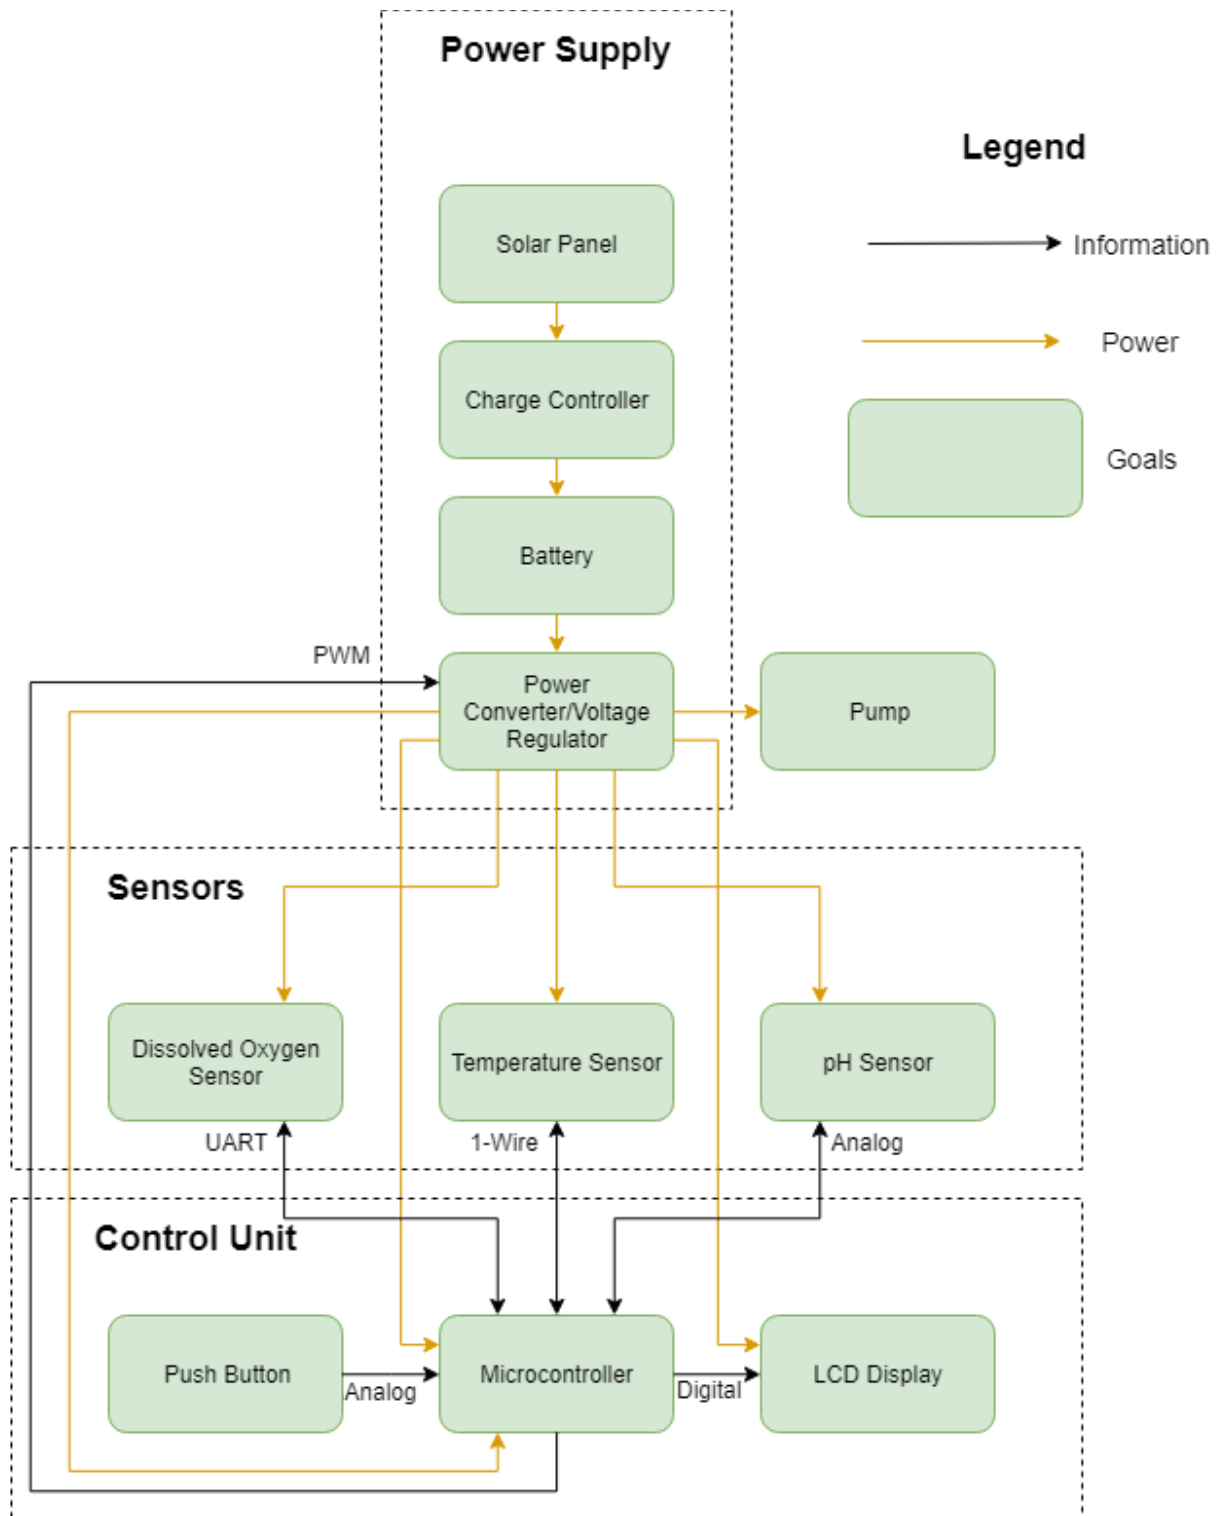 Power Supply
Legend
Solar Panel
Information
Power
Charge Controller
Goals
Battery
PWM
Power
Converter/Voltage
Regulator
Pump
Sensors
Dissolved Oxygen
Sensor
Temperature Sensor
pH Sensor
UART
1-Wire
Analog
Control Unit
Push Button
Analog
Microcontroller
Digital
LCD Display